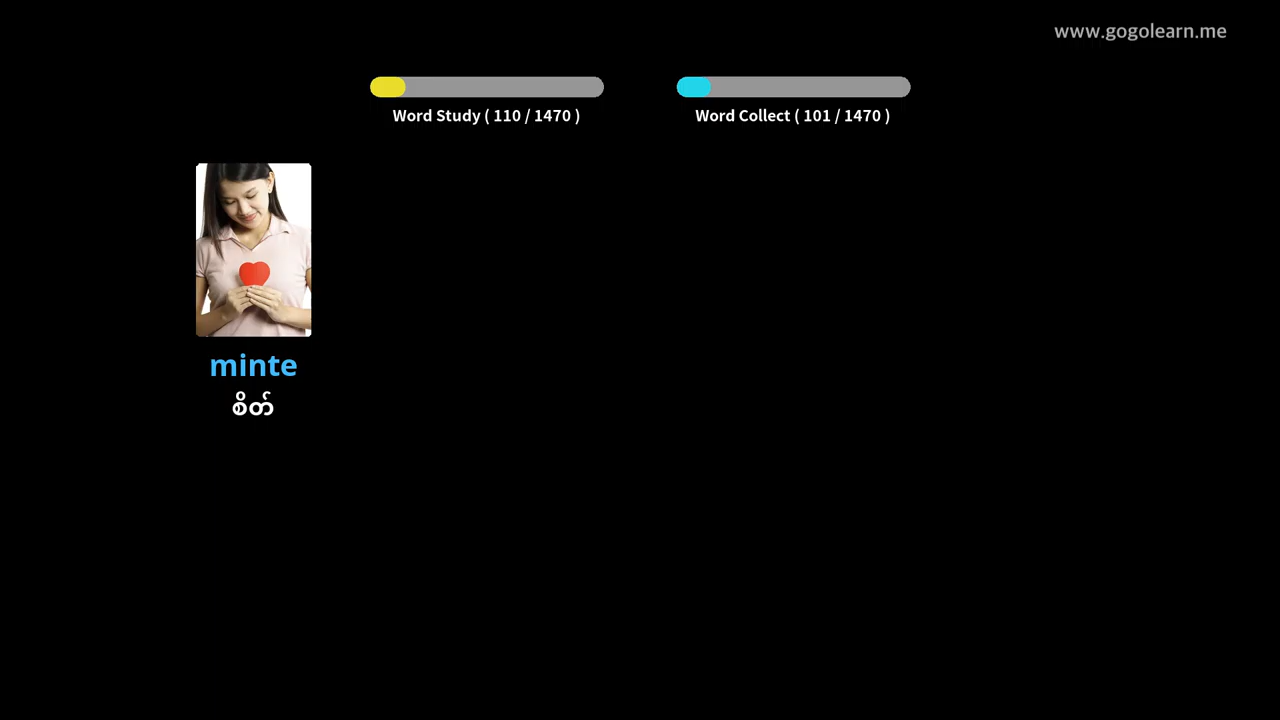 www.gogolearn.me
Word Study ( 110 / 1470 )
Word Collect ( 101 / 1470 )
minte
စိတ်